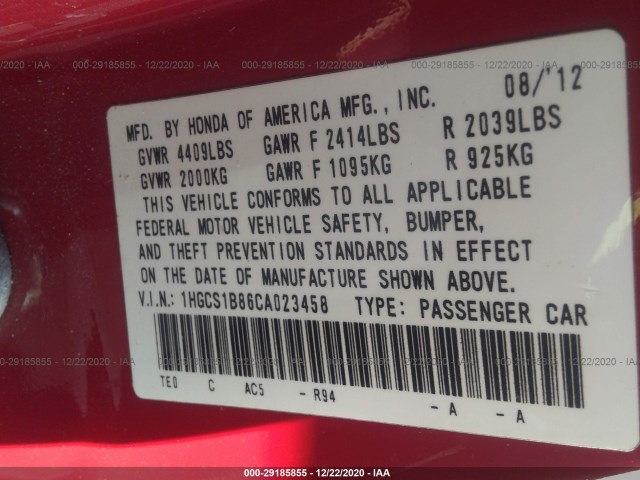 000-29185855 - 12/22/2020 - IAA 000-29185855 - 12/22/2020 - IAA 000-29185855 - 12/22/2020 - IAA
08/'12
MFD. BY HONDA OF AMERICA MFG., INC.
GVWR 4409LBS GAWR F 2414LBS R 2039LBS
GVWR 2000KG GAWR F 1095KG R 925KG
THIS VEHICLE CONFORMS TO ALL APPLICABLE
FEDERAL MOTOR VEHICLE SAFETY, BUMPER,
AND THEFT PREVENTION STANDARDS IN EFFECT
ON THE DATE OF MANUFACTURE SHOWN ABOVE.
V.I.N.: 1HGCS1B86CA023458 TYPE: PASSENGER CAR
TE0 C AC5 - R94 - A - A
000-29185855 - 12/22/2020 - IAA